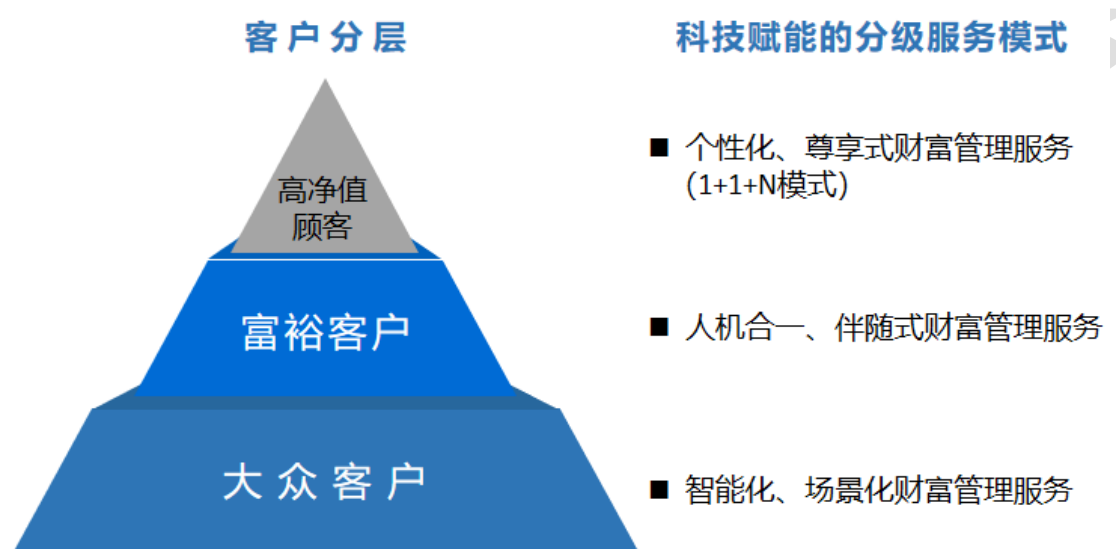 客户分层
科技赋能的分级服务模式
高净值
顾客
■ 个性化、尊享式财富管理服务
(1+1+N模式)
富裕客户
■ 人机合一、伴随式财富管理服务
大众客户
■ 智能化、场景化财富管理服务